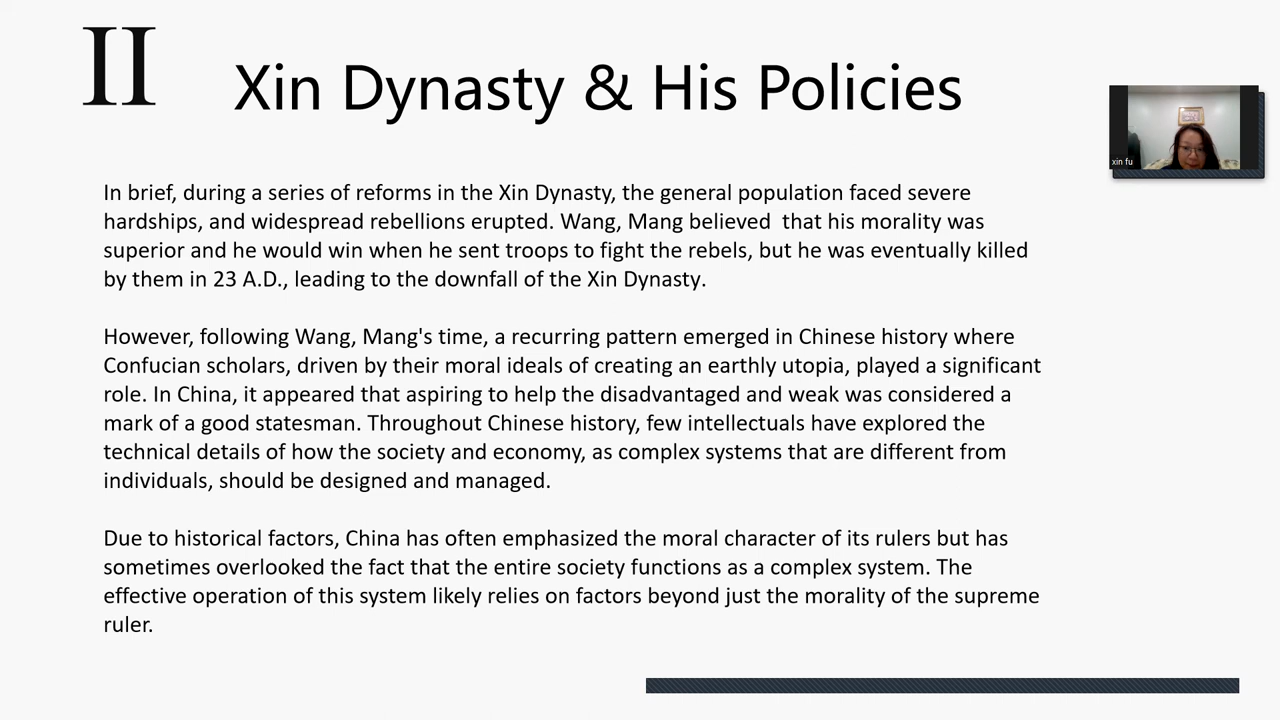 II
Xin Dynasty & His Policies
xin fu
In brief, during a series of reforms in the Xin Dynasty, the general population faced severe
hardships, and widespread rebellions erupted. Wang, Mang believed  that his morality was
superior and he would win when he sent troops to fight the rebels, but he was eventually killed
by them in 23 A.D., leading to the downfall of the Xin Dynasty.
However, following Wang, Mang's time, a recurring pattern emerged in Chinese history where
Confucian scholars, driven by their moral ideals of creating an earthly utopia, played a significant
role. In China, it appeared that aspiring to help the disadvantaged and weak was considered a
mark of a good statesman. Throughout Chinese history, few intellectuals have explored the
technical details of how the society and economy, as complex systems that are different from
individuals, should be designed and managed.
Due to historical factors, China has often emphasized the moral character of its rulers but has
sometimes overlooked the fact that the entire society functions as a complex system. The
effective operation of this system likely relies on factors beyond just the morality of the supreme
ruler.